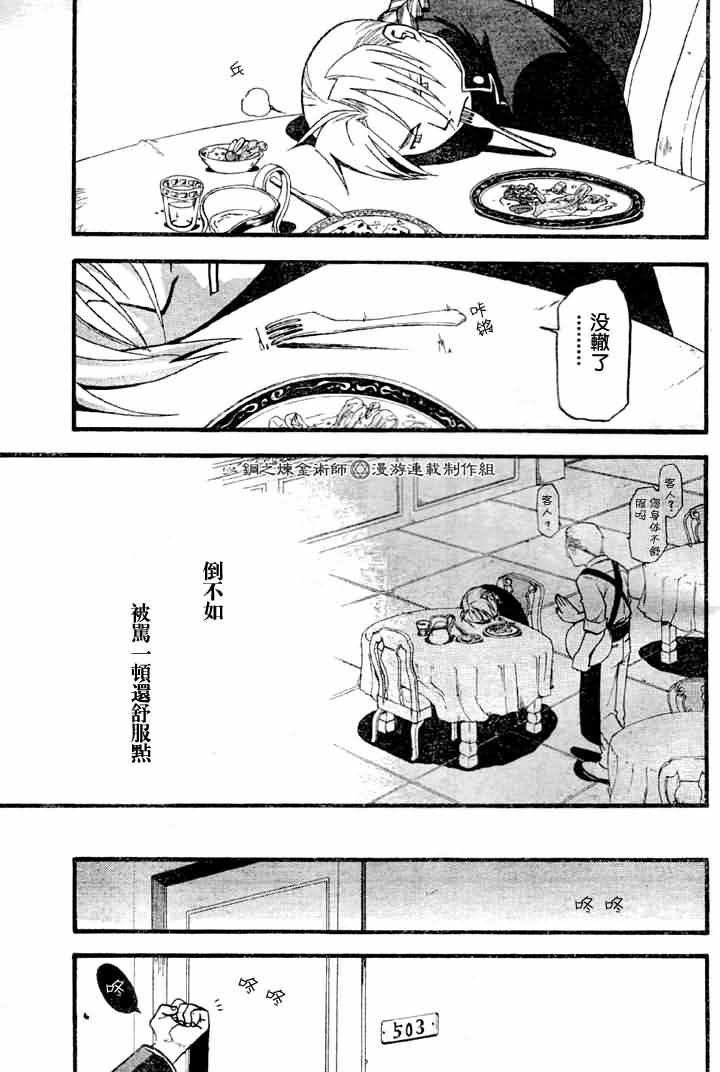 乓
没轍了
………
咔
鏘
鋼之煉金術師
漫游連載制作組
客人？
您身体不舒
服呀
客人？
倒不如
被罵一頓還舒服點
咚 咚
咚
咚 咚
503